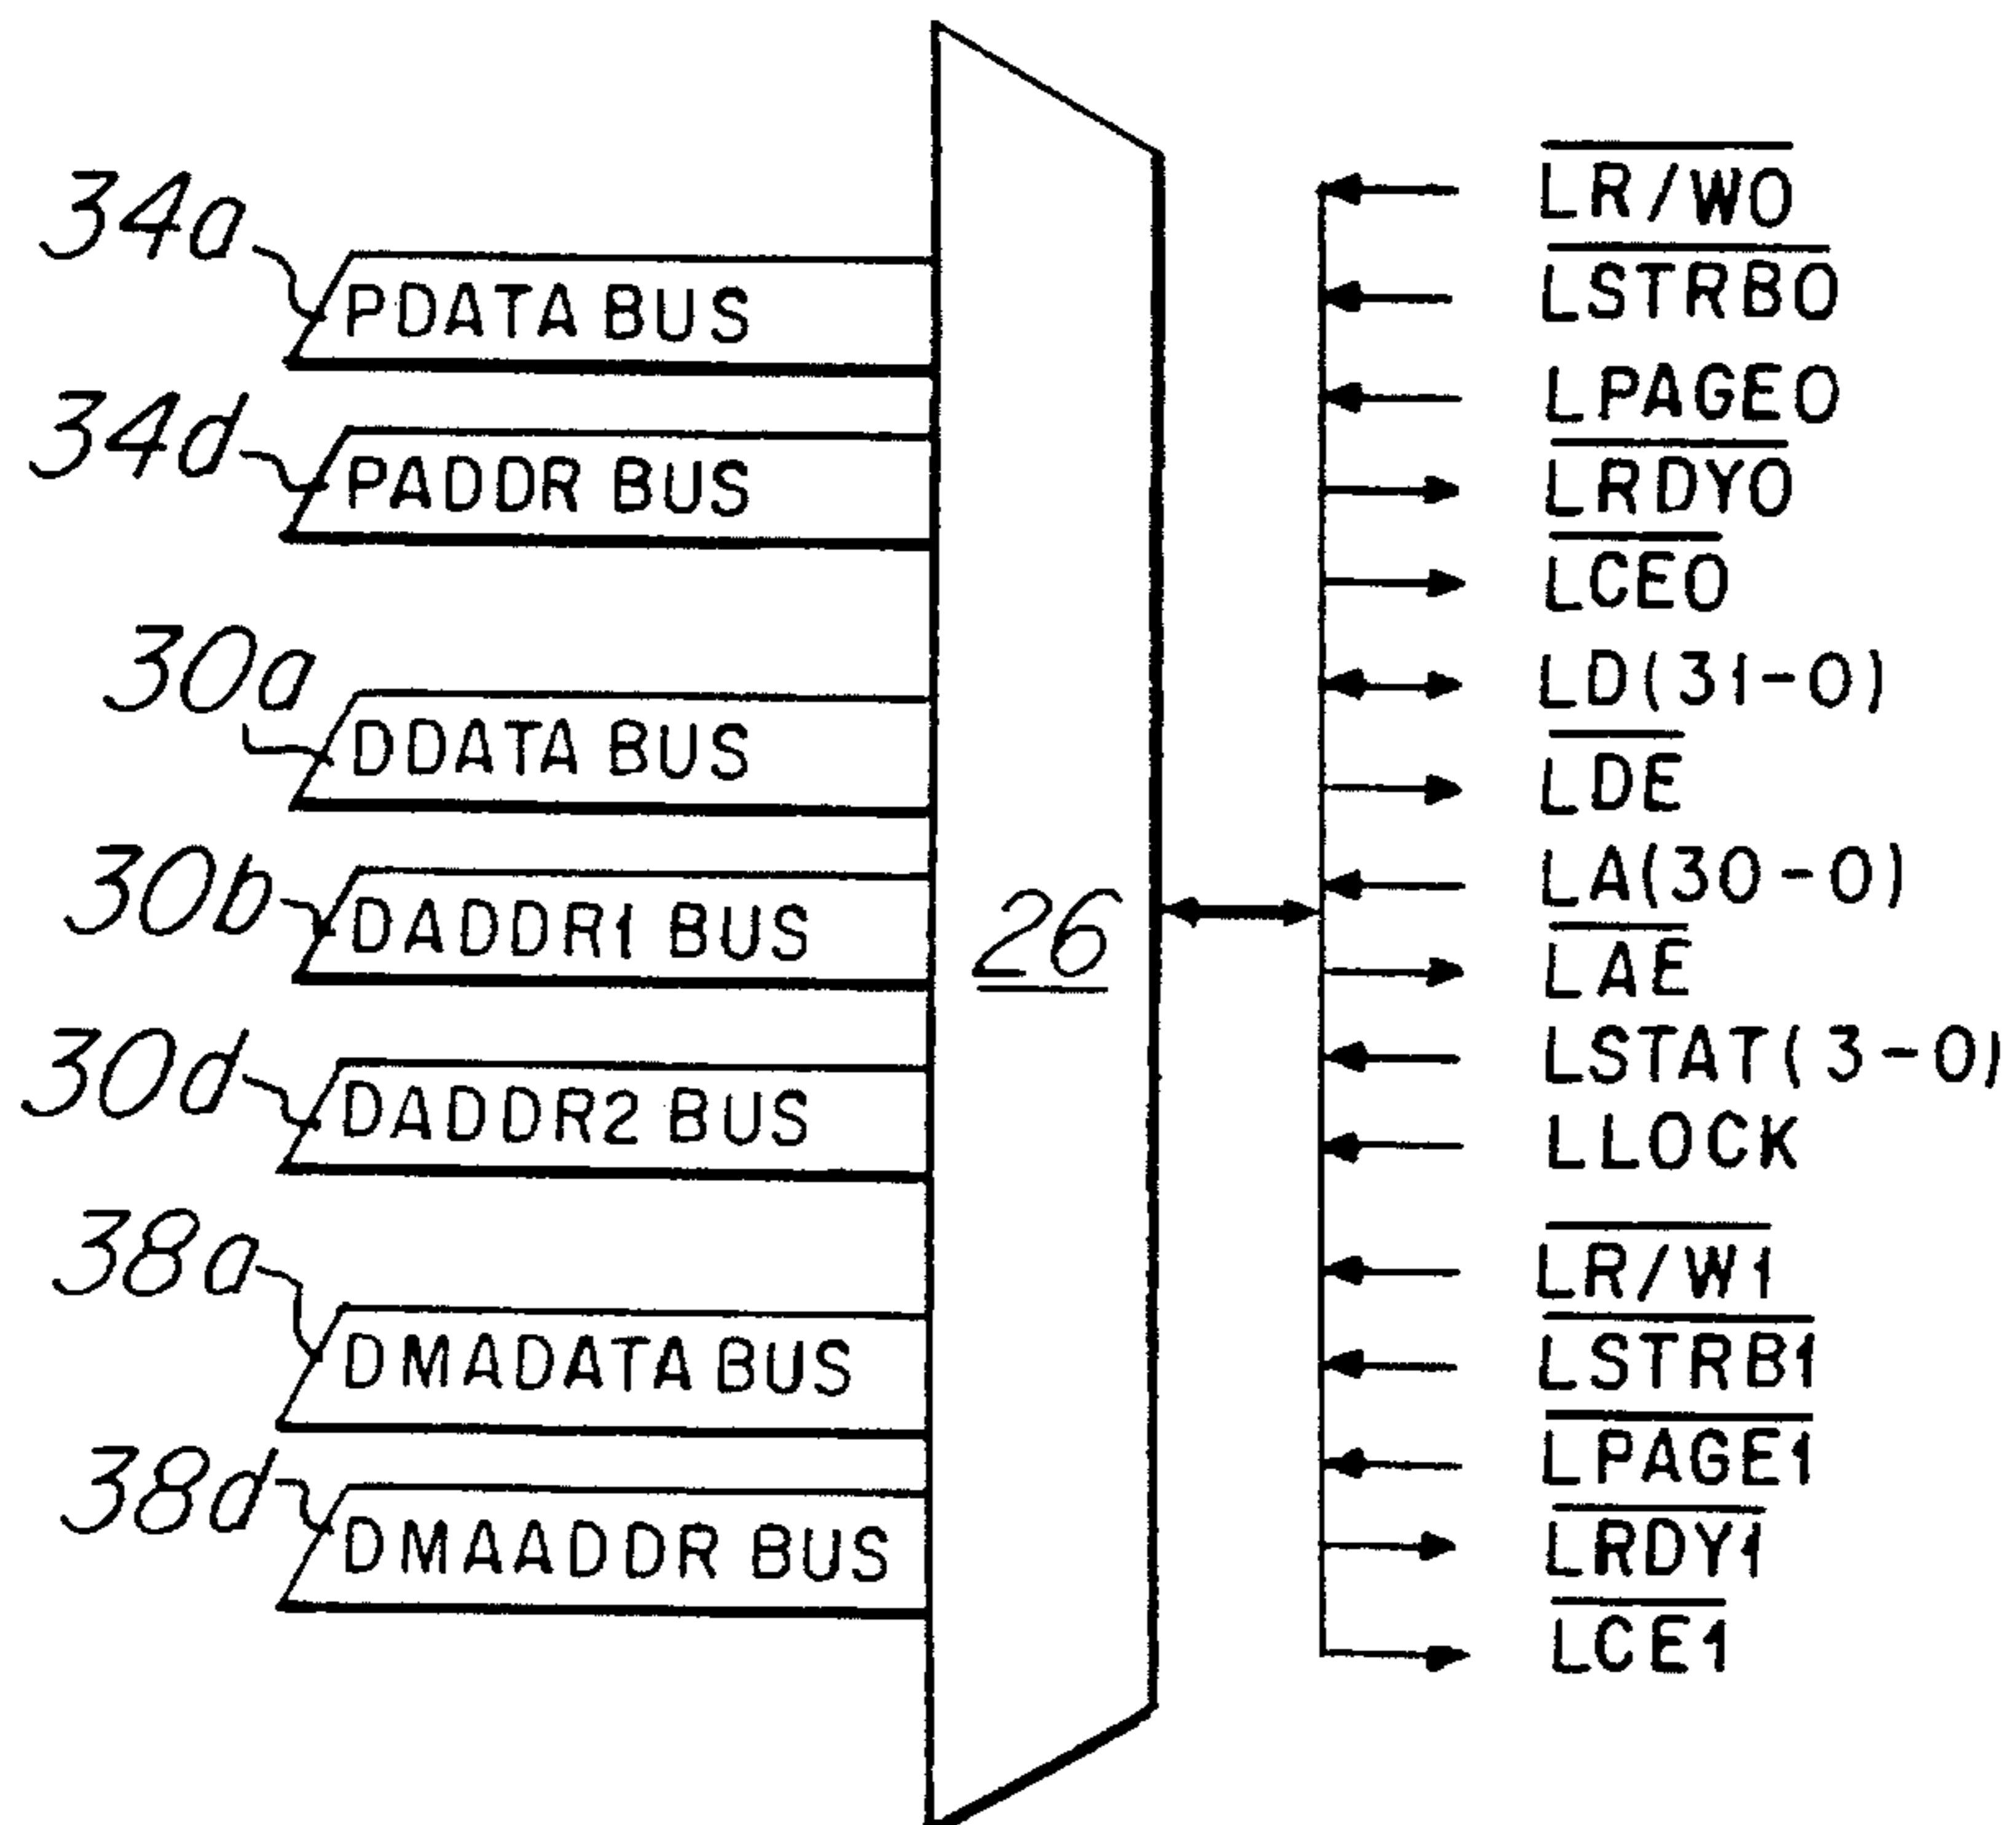 34a
PDATA BUS
34d
PADDR BUS
30a
DDATA BUS
30b
DADDR1 BUS
30d
DADDR2 BUS
38a
DMADATA BUS
38d
DMAADDR BUS
26
LR/W0
LSTRB0
LPAGE0
LRDY0
LCE0
LD(31-0)
LDE
LA(30-0)
LAE
LSTAT(3-0)
LLOCK
LR/W1
LSTRB1
LPAGE1
LRDY1
LCE1